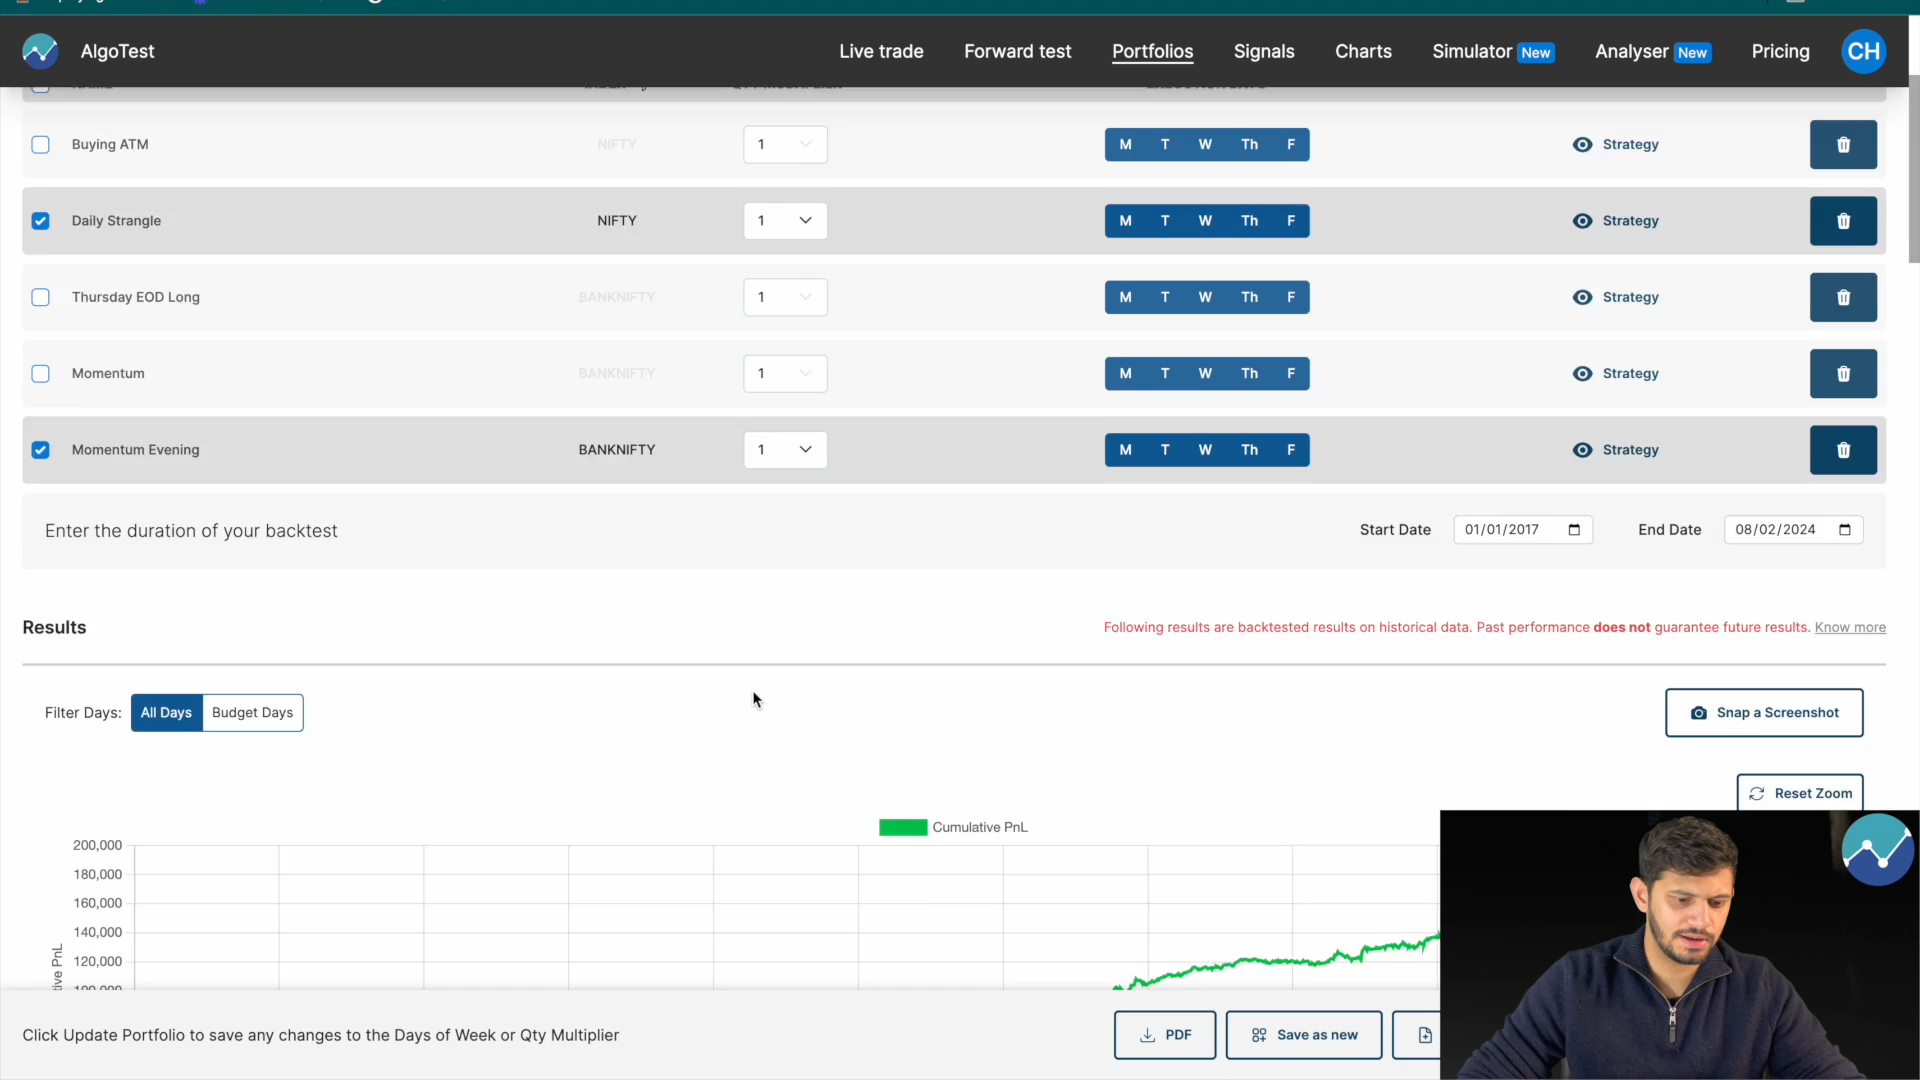 AlgoTest Live trade Forward test Portfolios Signals Charts Simulator New Analyser New Pricing CH
Buying ATM NIFTY 1 M T W Th F Strategy
Daily Strangle NIFTY 1 M T W Th F Strategy
Thursday EOD Long BANKNIFTY 1 M T W Th F Strategy
Momentum BANKNIFTY 1 M T W Th F Strategy
Momentum Evening BANKNIFTY 1 M T W Th F Strategy
Enter the duration of your backtest Start Date 01/01/2017 End Date 08/02/2024
Results Following results are backtested results on historical data. Past performance does not guarantee future results. Know more
Filter Days: All Days Budget Days Snap a Screenshot
Reset Zoom
Cumulative PnL
200,000
180,000
160,000
140,000
120,000
Click Update Portfolio to save any changes to the Days of Week or Qty Multiplier PDF Save as new